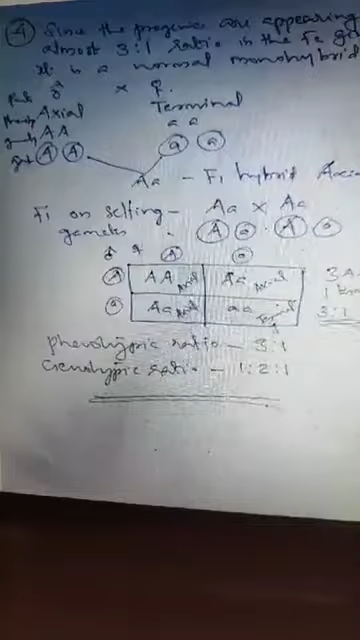 4 Since the progenies are appearing
almost 3:1 ratio in the F2
it is a normal monohybrid
♂ × ♀
Axial Terminal
AA aa
A A a a
Aa - F1 hybrid
F1 on selfing - Aa × Aa
gametes A a A a
♂ ♀ A a
A AA Axial Aa Axial
a Aa Axial aa
3 A
1
3:1
phenotypic ratio - 3:1
Genotypic ratio - 1:2:1